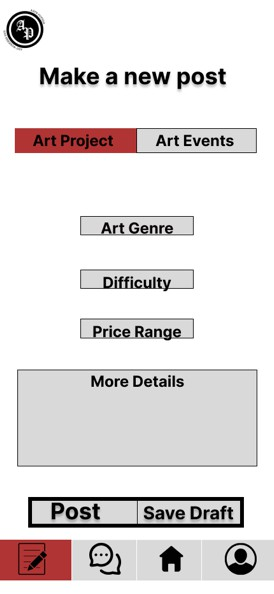 AP
Make a new post
Art Project
Art Events
Art Genre
Difficulty
Price Range
More Details
Post
Save Draft